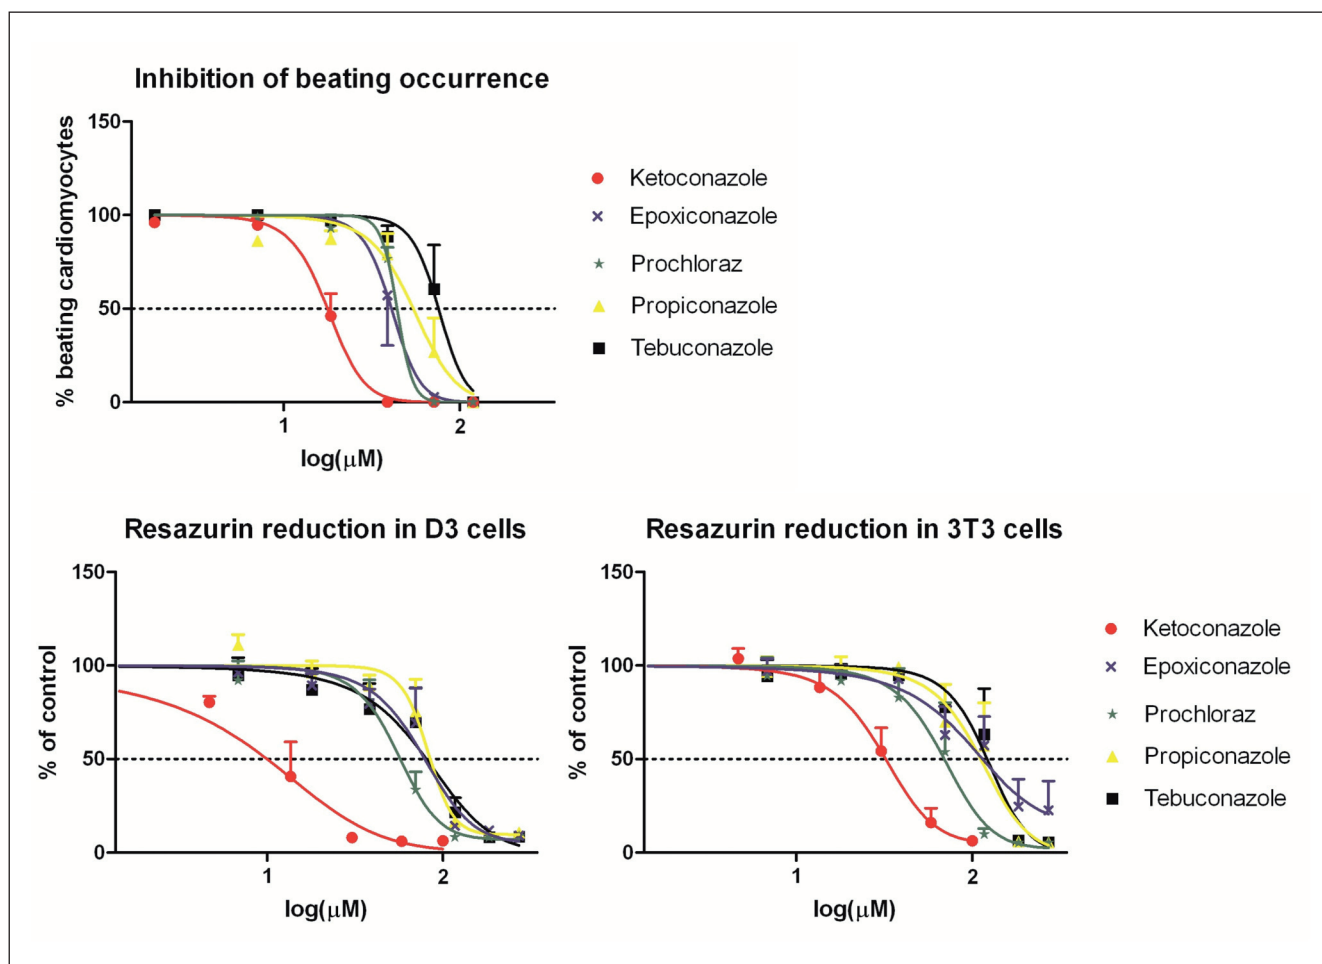 Inhibition of beating occurrence
% beating cardiomyocytes
150
100
50
0
1
2
log(μM)
Ketoconazole
Epoxiconazole
Prochloraz
Propiconazole
Tebuconazole
Resazurin reduction in D3 cells
% of control
150
100
50
0
1
2
log(μM)
Resazurin reduction in 3T3 cells
% of control
150
100
50
0
1
2
log(μM)
Ketoconazole
Epoxiconazole
Prochloraz
Propiconazole
Tebuconazole